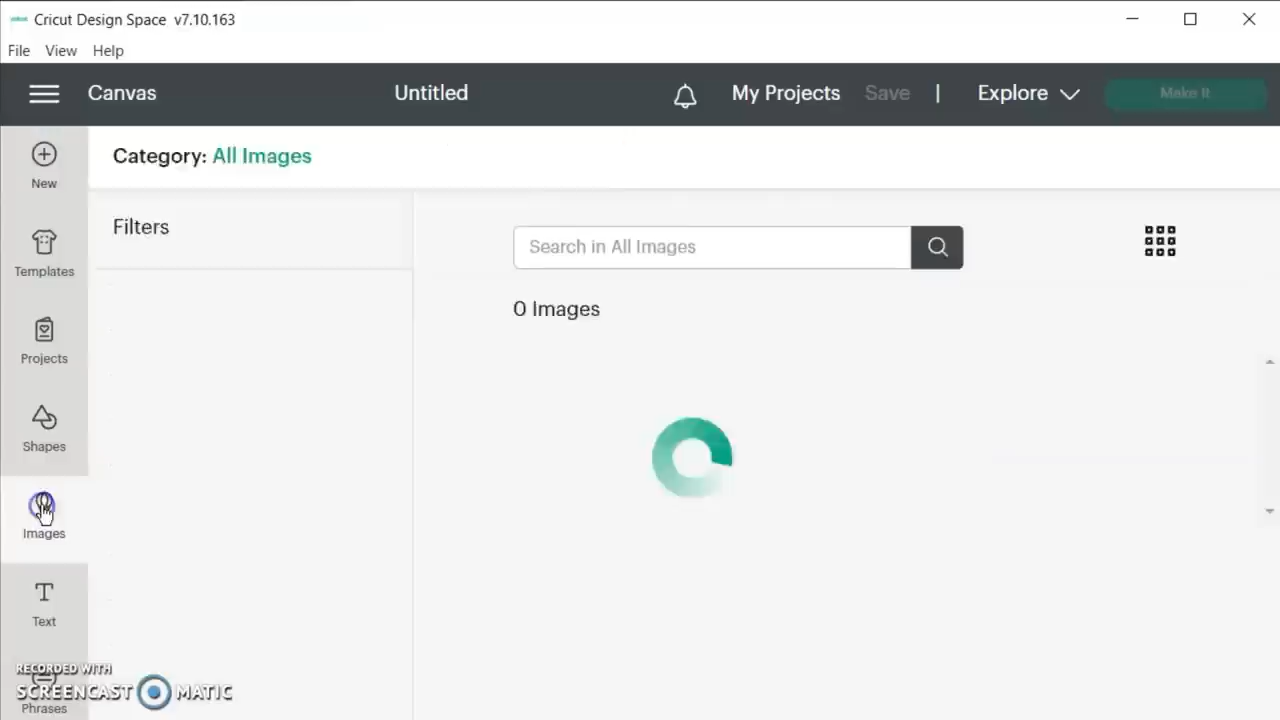 Cricut Design Space v7.10.163
File View Help
Canvas Untitled My Projects Save | Explore Make It
New
Templates
Projects
Shapes
Images
Text
Phrases
Category: All Images
Filters
Search in All Images
0 Images
RECORDED WITH
SCREENCAST MATIC